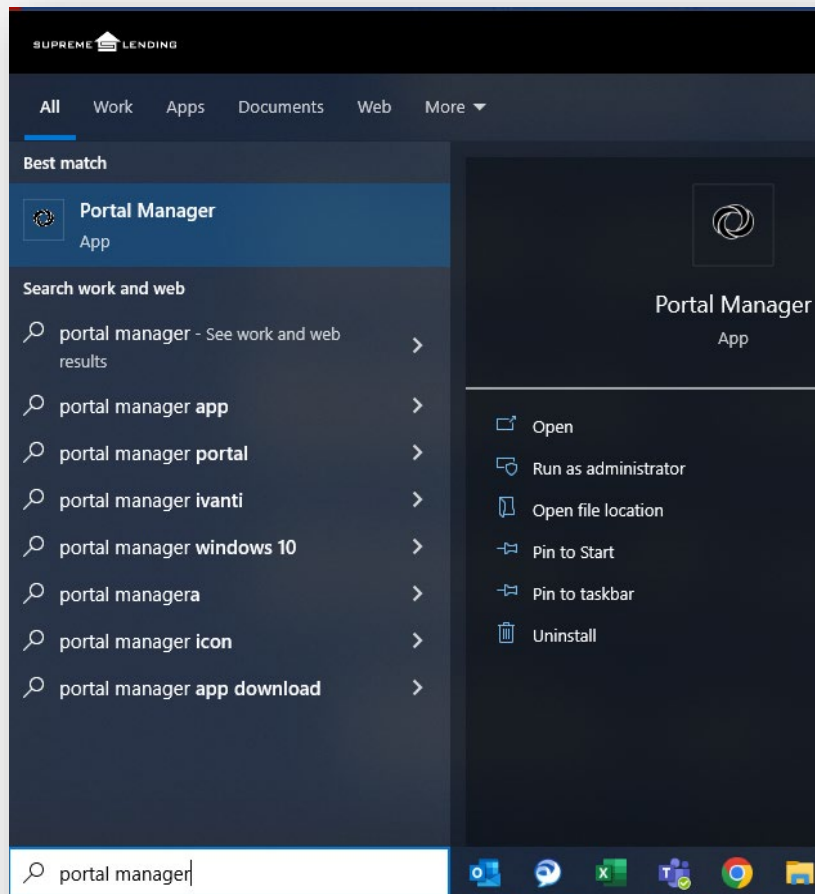 SUPREME LENDING
All Work Apps Documents Web More
Best match
Portal Manager
App
Search work and web
portal manager - See work and web
results
portal manager app
portal manager portal
portal manager ivanti
portal manager windows 10
portal managera
portal manager icon
portal manager app download
Portal Manager
App
Open
Run as administrator
Open file location
Pin to Start
Pin to taskbar
Uninstall
portal manager